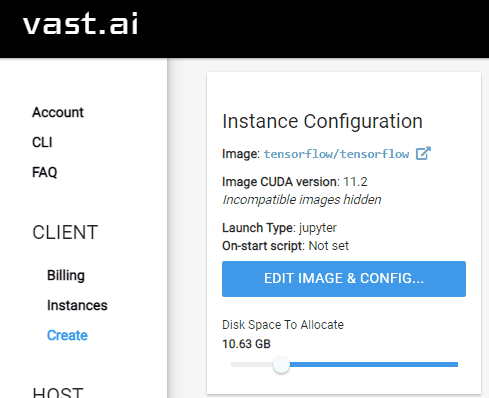 vast.ai
Account
CLI
FAQ
CLIENT
Billing
Instances
Create
HOST
Instance Configuration
Image: tensorflow/tensorflow
Image CUDA version: 11.2
Incompatible images hidden
Launch Type: jupyter
On-start script: Not set
EDIT IMAGE & CONFIG...
Disk Space To Allocate
10.63 GB